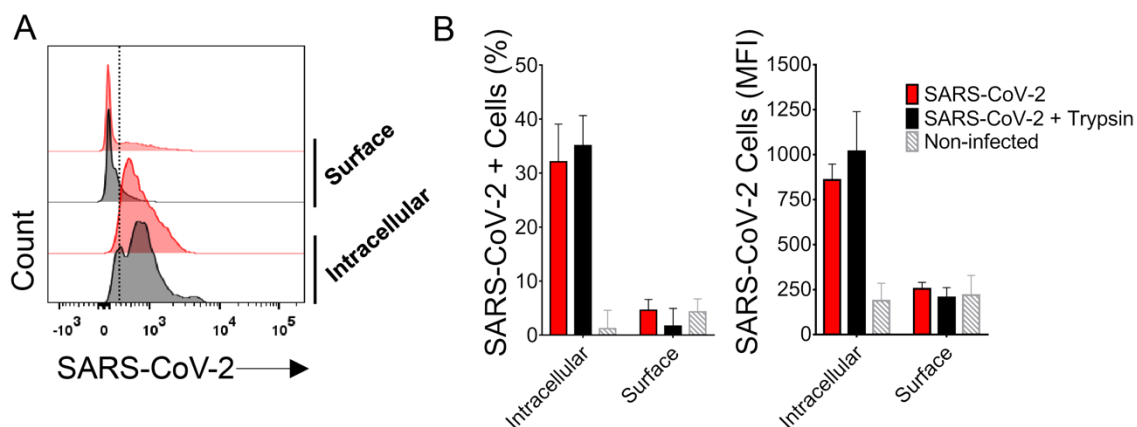 A
Count
Surface
Intracellular
-10³ 0 10³ 10⁴ 10⁵
SARS-CoV-2
B
SARS-CoV-2 + Cells (%)
50
40
30
20
10
0
Intracellular
Surface
SARS-CoV-2 Cells (MFI)
1500
1250
1000
750
500
250
0
Intracellular
Surface
SARS-CoV-2
SARS-CoV-2 + Trypsin
Non-infected